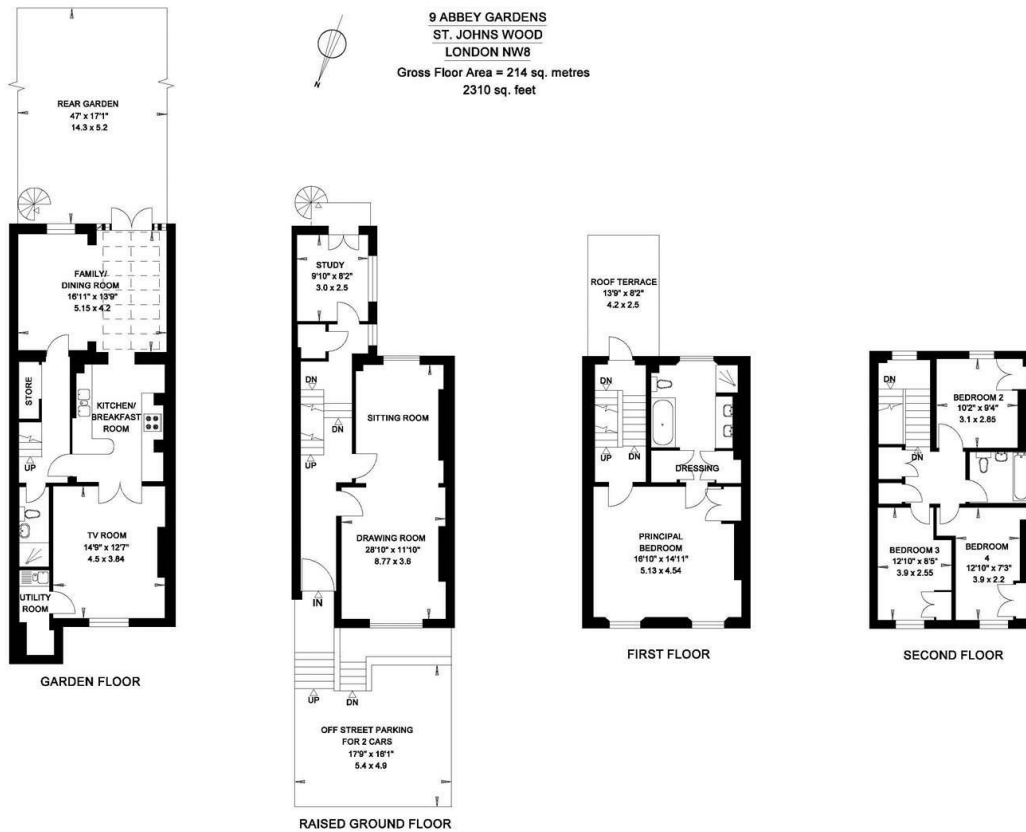 9 ABBEY GARDENS
ST. JOHNS WOOD
LONDON NW8
Gross Floor Area = 214 sq. metres
2310 sq. feet
N
REAR GARDEN
47' x 17'1"
14.3 x 5.2
FAMILY/
DINING ROOM
16'11" x 13'9"
5.15 x 4.2
STORE
KITCHEN/
BREAKFAST
ROOM
UP
TV ROOM
14'9" x 12'7"
4.5 x 3.84
UTILITY
ROOM
GARDEN FLOOR
STUDY
9'10" x 8'2"
3.0 x 2.5
DN
DN
UP
SITTING ROOM
DRAWING ROOM
28'10" x 11'10"
8.77 x 3.6
IN
UP
DN
OFF STREET PARKING
FOR 2 CARS
17'9" x 16'1"
5.4 x 4.9
RAISED GROUND FLOOR
ROOF TERRACE
13'9" x 8'2"
4.2 x 2.5
DN
UP
DN
DRESSING
PRINCIPAL
BEDROOM
16'10" x 14'11"
5.13 x 4.54
FIRST FLOOR
DN
DN
BEDROOM 2
10'2" x 9'4"
3.1 x 2.85
BEDROOM 3
12'10" x 8'5"
3.9 x 2.55
BEDROOM
4
12'10" x 7'3"
3.9 x 2.2
SECOND FLOOR